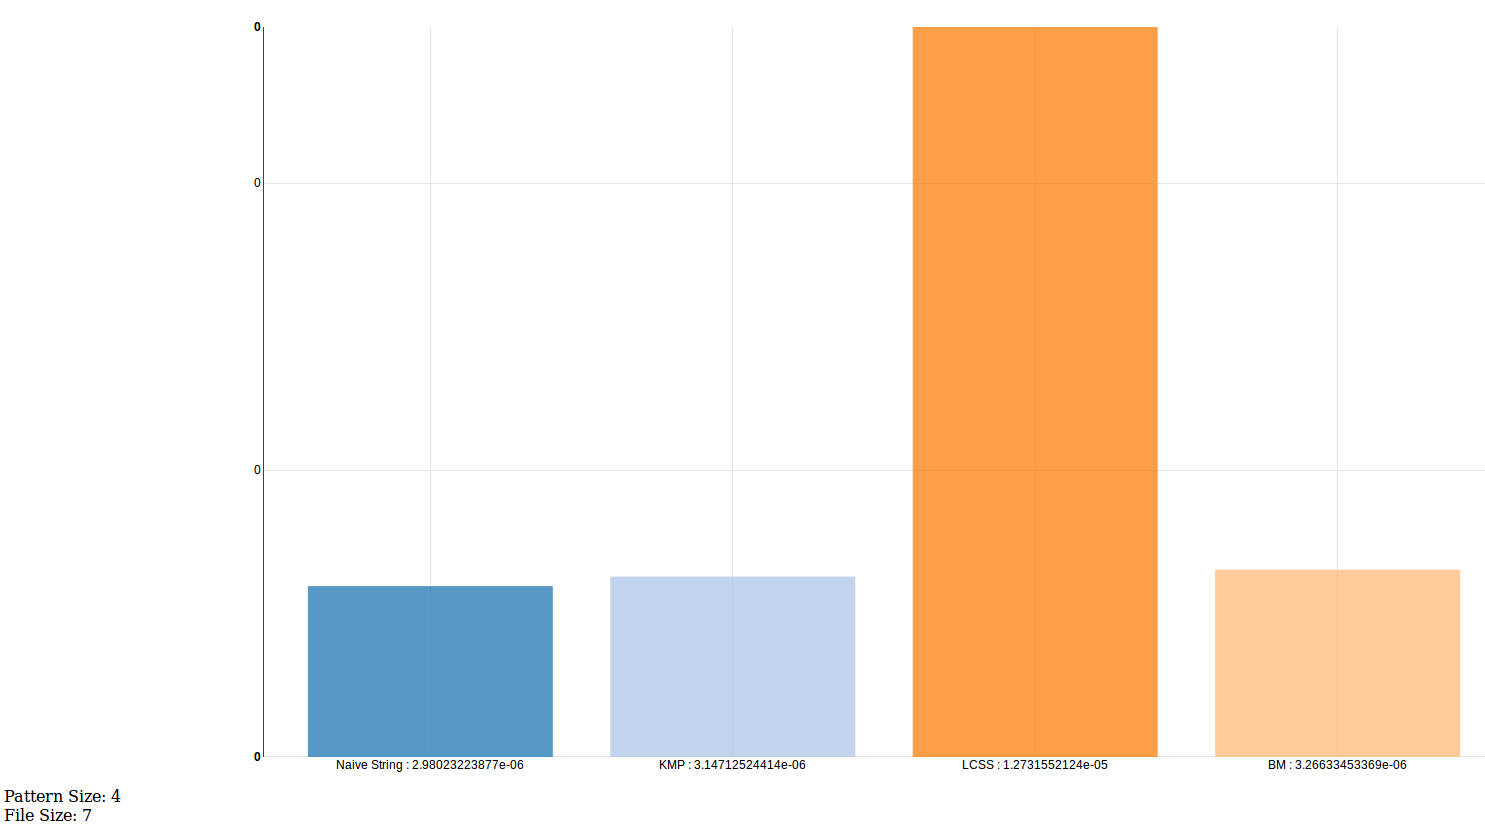 0
0
0
0
Naive String : 2.98023223877e-06
KMP : 3.14712524414e-06
LCSS : 1.2731552124e-05
BM : 3.26633453369e-06
Pattern Size: 4
File Size: 7